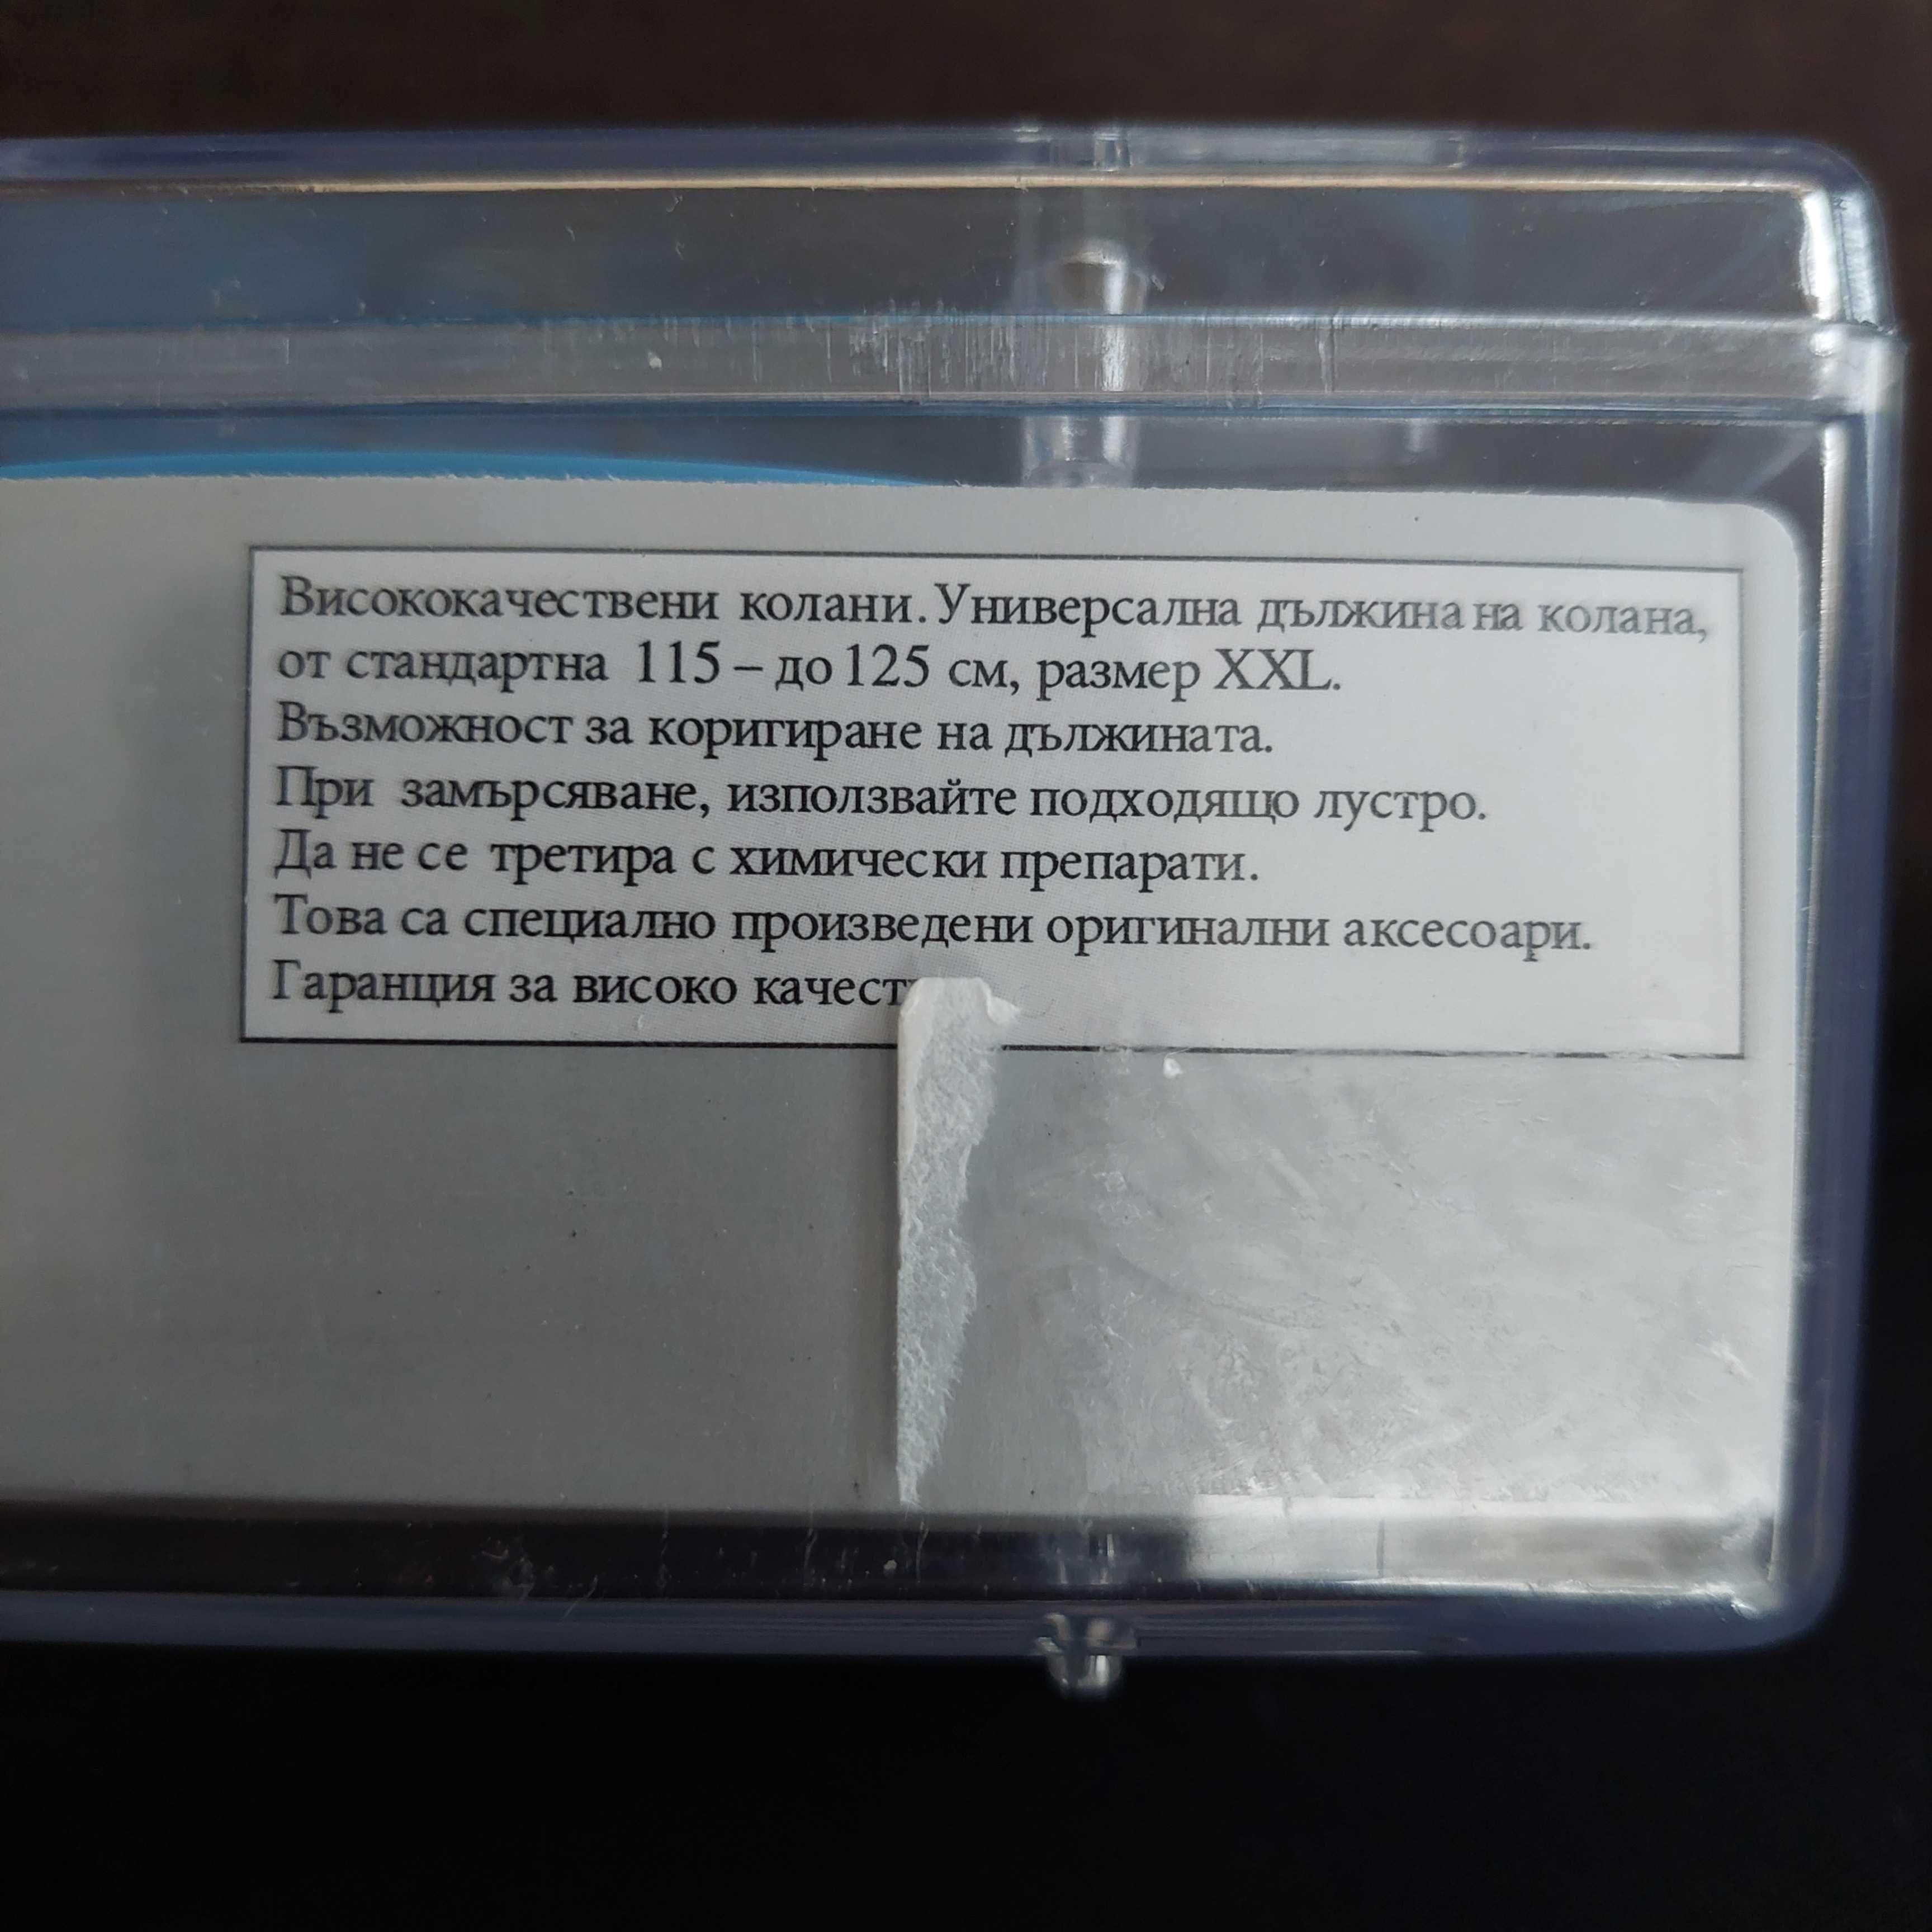 Висококачествени колани. Универсална дължина на колана,
от стандартна 115 – до 125 см, размер XXL.
Възможност за коригиране на дължината.
При замърсяване, използвайте подходящо лустро.
Да не се третира с химически препарати.
Това са специално произведени оригинални аксесоари.
Гаранция за високо